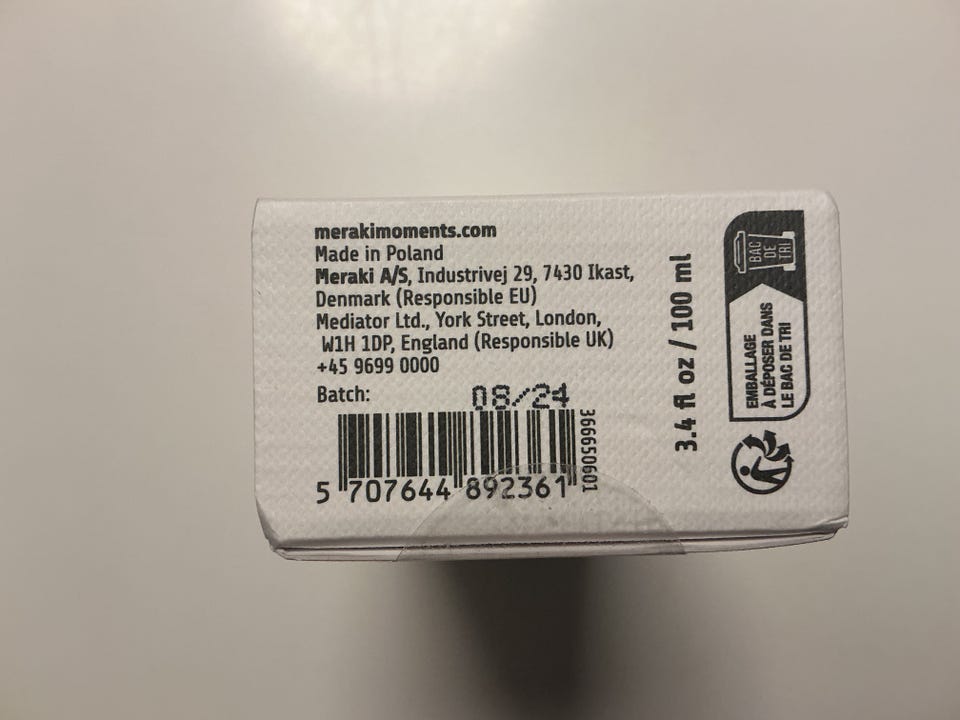 merakimoments.com
Made in Poland
Meraki A/S, Industrivej 29, 7430 Ikast,
Denmark (Responsible EU)
Mediator Ltd., York Street, London,
W1H 1DP, England (Responsible UK)
+45 9699 0000
Batch: 08/24
5 707644 892361
366650601
3.4 fl oz / 100 ml
BAC
DE
TRI
EMBALLAGE
À DÉPOSER DANS
LE BAC DE TRI